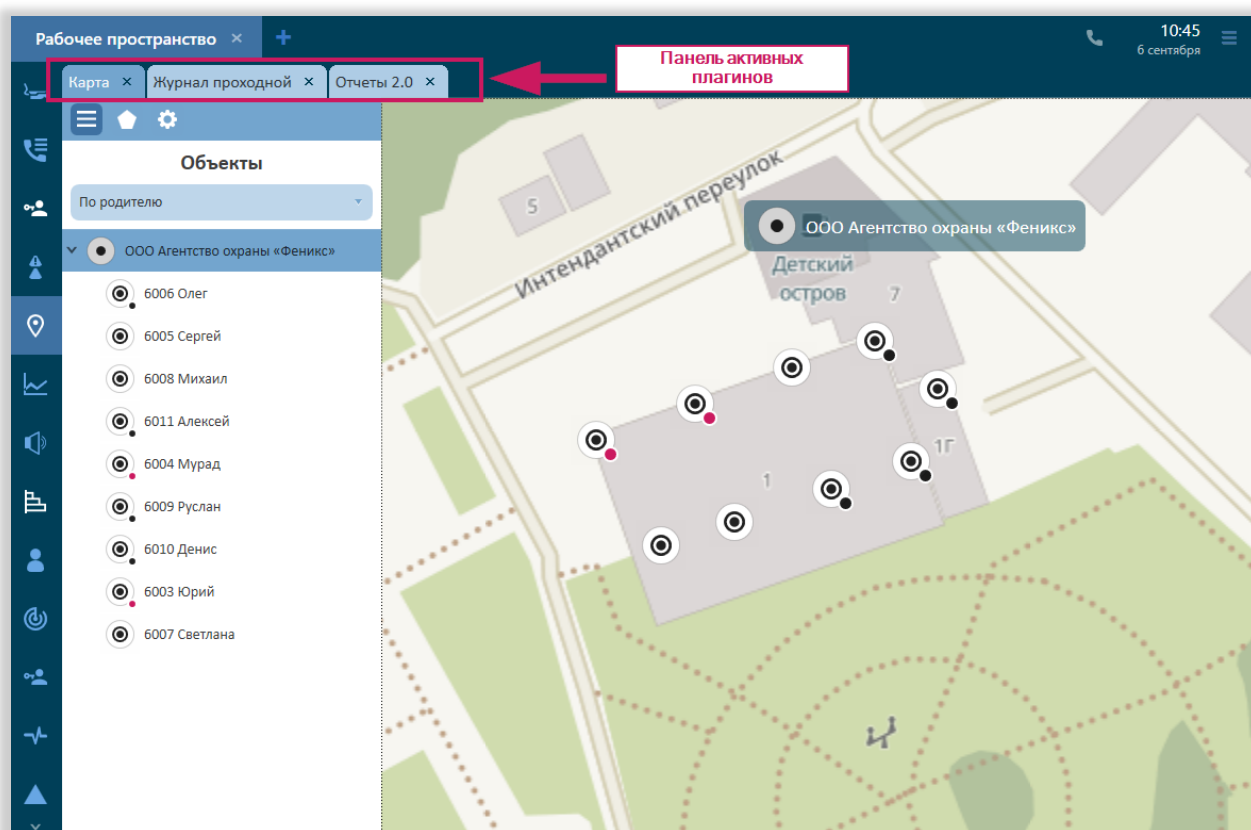 Рабочее пространство
10:45
6 сентября
Панель активных
плагинов
Карта
Журнал проходной
Отчеты 2.0
Объекты
По родителю
ООО Агентство охраны «Феникс»
6006 Олег
6005 Сергей
6008 Михаил
6011 Алексей
6004 Мурад
6009 Руслан
6010 Денис
6003 Юрий
6007 Светлана
5
Интендантский переулок
ООО Агентство охраны «Феникс»
Детский
остров
7
1Г
1